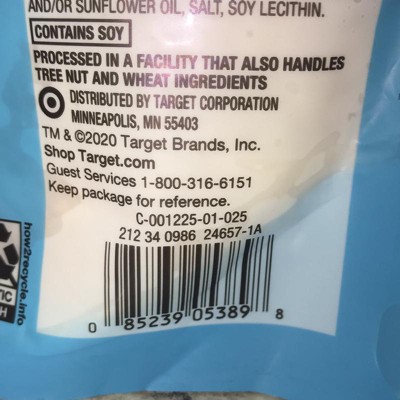 AND/OR SUNFLOWER OIL, SALT, SOY LECITHIN.
CONTAINS SOY
PROCESSED IN A FACILITY THAT ALSO HANDLES
TREE NUT AND WHEAT INGREDIENTS
DISTRIBUTED BY TARGET CORPORATION
MINNEAPOLIS, MN 55403
TM & ©2020 Target Brands, Inc.
Shop Target.com
Guest Services 1-800-316-6151
Keep package for reference.
C-001225-01-025
212 34 0986 24657-1A
0 85239 05389 8
how2recycle.info